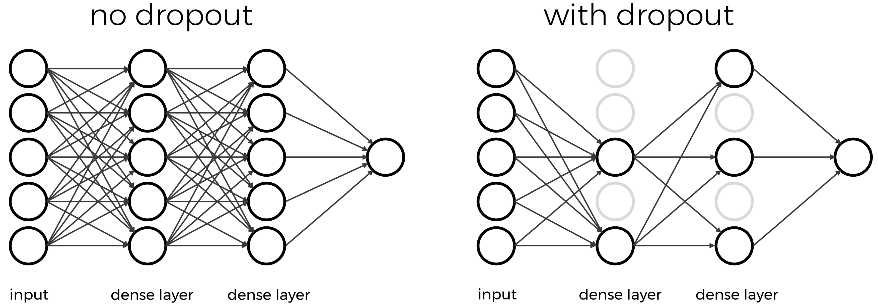 no dropout
with dropout
input
dense layer
dense layer
input
dense layer
dense layer